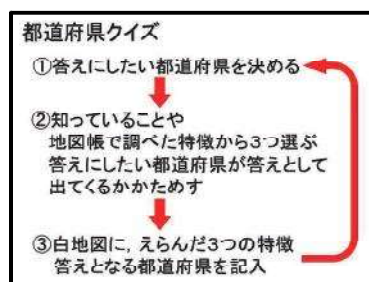 都道府県クイズ
①答えにしたい都道府県を決める
②知っていることや
地図帳で調べた特徴から3つ選ぶ
答えにしたい都道府県が答えとして
出てくるかかためす
③白地図に,えらんだ3つの特徴
答えとなる都道府県を記入